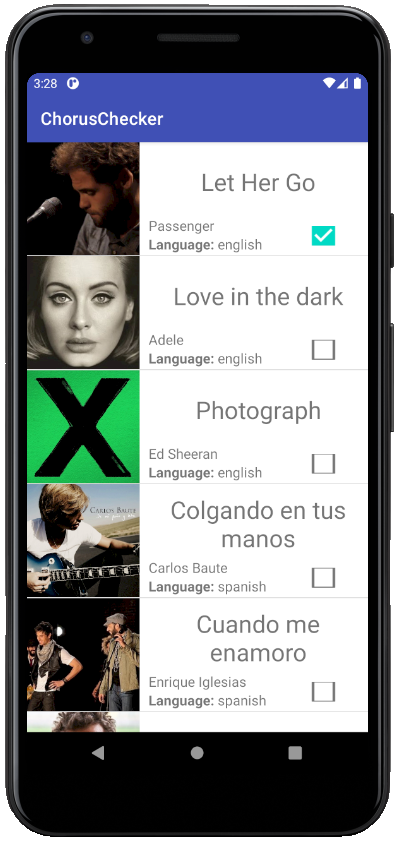 3:28
ChorusChecker
Let Her Go
Passenger
Language: english
Love in the dark
Adele
Language: english
X
Photograph
Ed Sheeran
Language: english
CARLOS BAUTE
Colgando en tus
manos
Carlos Baute
Language: spanish
Cuando me
enamoro
Enrique Iglesias
Language: spanish